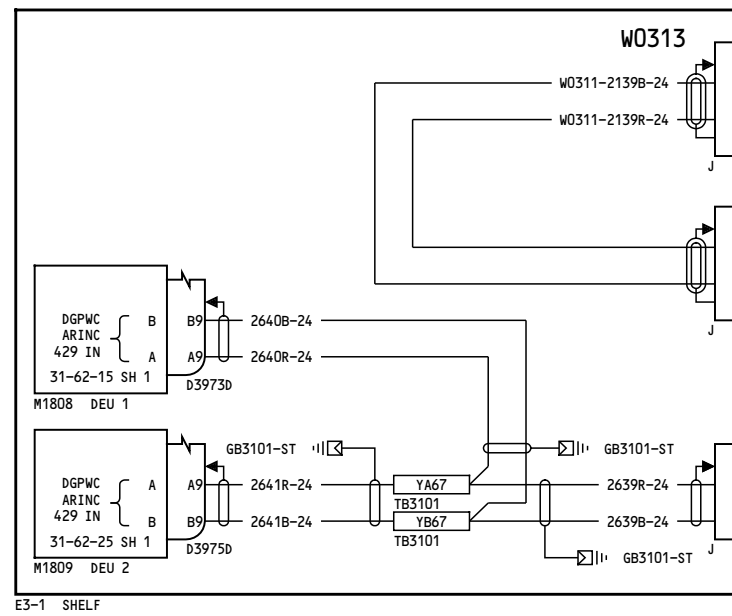 W0313
W0311-2139B-24
W0311-2139R-24
J
J
DGPWC
ARINC
429 IN
B B9 2640B-24
A A9 2640R-24
31-62-15 SH 1
D3973D
M1808 DEU 1
GB3101-ST
GB3101-ST
DGPWC
ARINC
429 IN
A A9 2641R-24 YA67 2639R-24
TB3101
B B9 2641B-24 YB67 2639B-24
TB3101
31-62-25 SH 1
D3975D
J
GB3101-ST
M1809 DEU 2
E3-1 SHELF